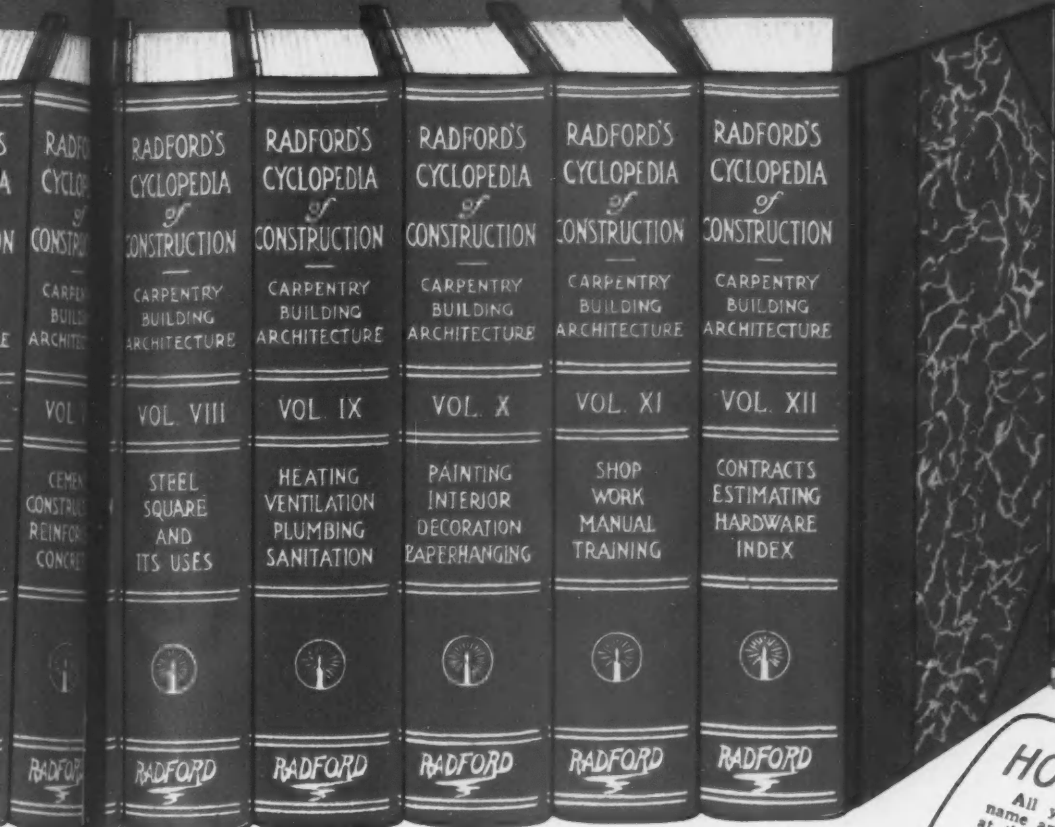 RADFORD'S
CYCLOPEDIA
of
CONSTRUCTION
CARPENTRY
BUILDING
ARCHITECTURE
VOL. VIII
STEEL
SQUARE
AND
ITS USES
RADFORD
RADFORD'S
CYCLOPEDIA
of
CONSTRUCTION
CARPENTRY
BUILDING
ARCHITECTURE
VOL. IX
HEATING
VENTILATION
PLUMBING
SANITATION
RADFORD
RADFORD'S
CYCLOPEDIA
of
CONSTRUCTION
CARPENTRY
BUILDING
ARCHITECTURE
VOL. X
PAINTING
INTERIOR
DECORATION
PAPERHANGING
RADFORD
RADFORD'S
CYCLOPEDIA
of
CONSTRUCTION
CARPENTRY
BUILDING
ARCHITECTURE
VOL. XI
SHOP
WORK
MANUAL
TRAINING
RADFORD
RADFORD'S
CYCLOPEDIA
of
CONSTRUCTION
CARPENTRY
BUILDING
ARCHITECTURE
VOL. XII
CONTRACTS
ESTIMATING
HARDWARE
INDEX
RADFORD
HO
All
name